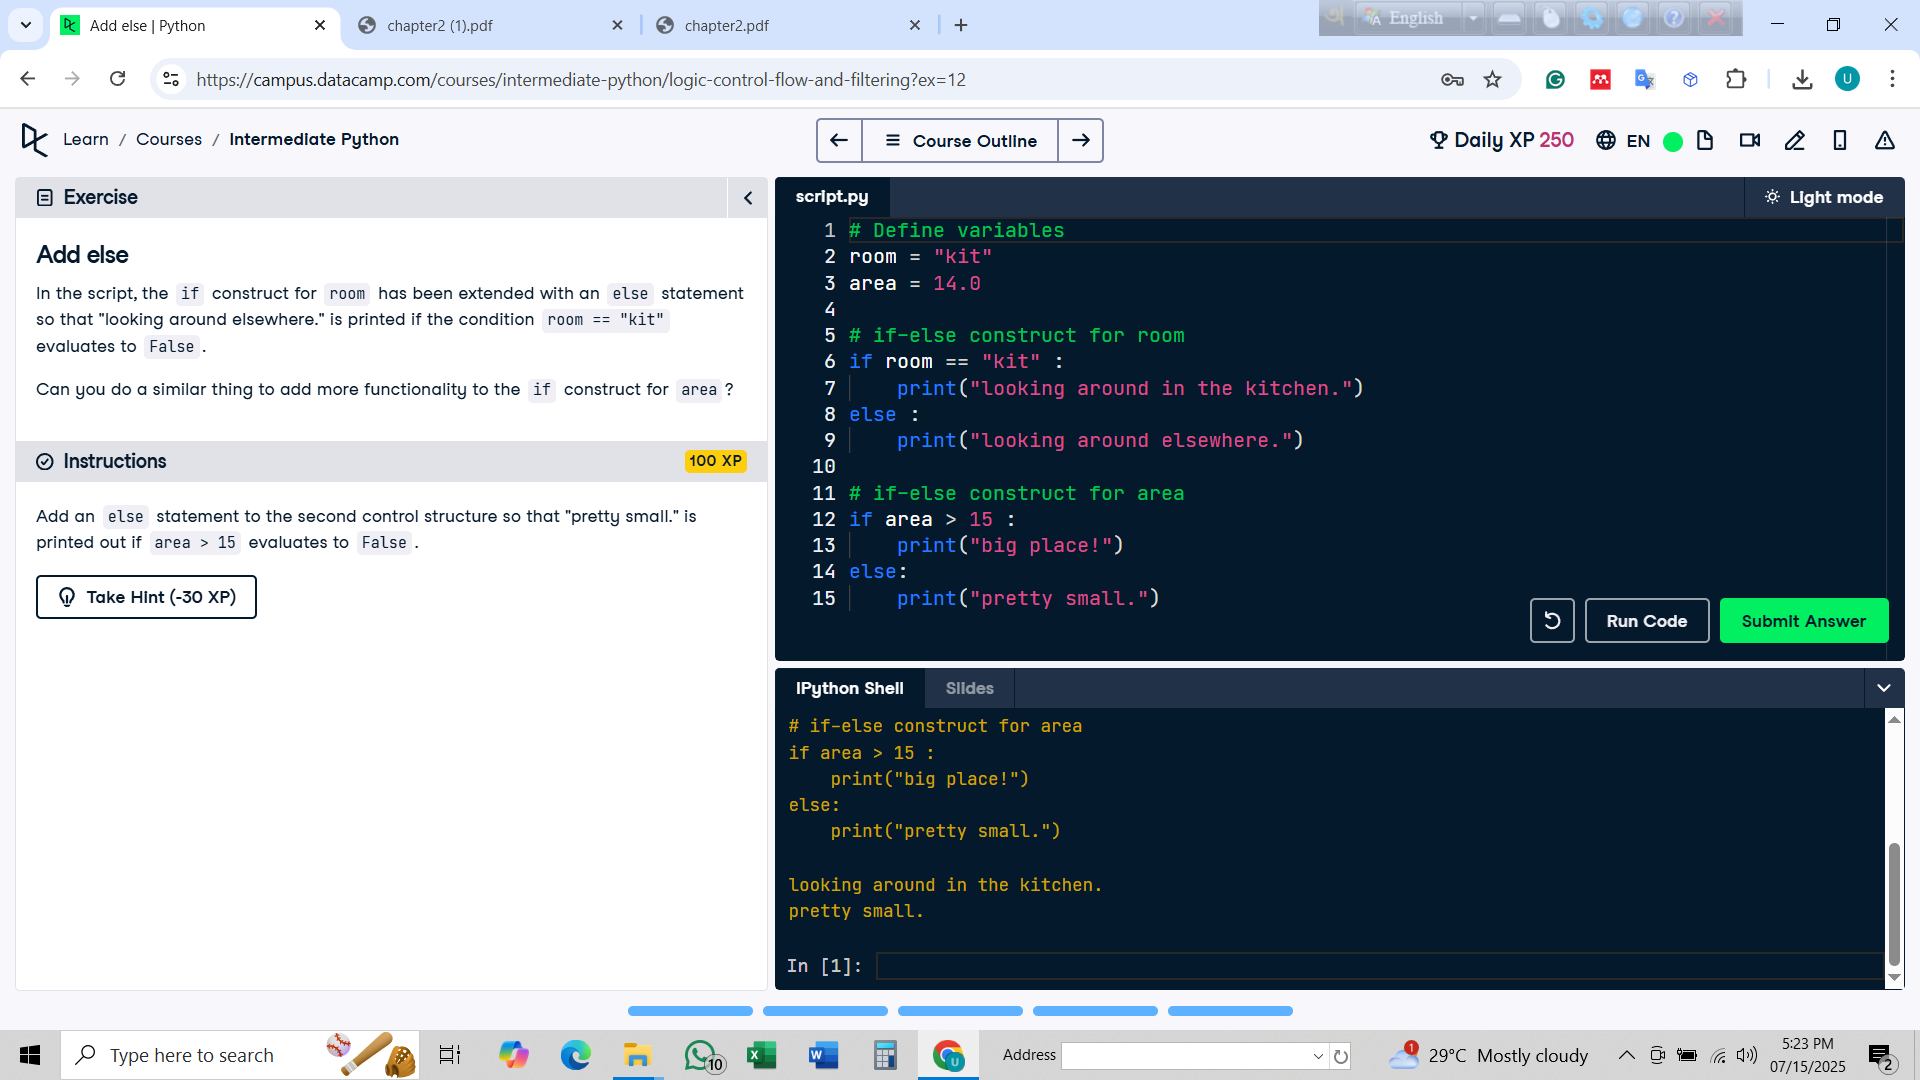 Add else | Python
chapter2 (1).pdf
chapter2.pdf
English
https://campus.datacamp.com/courses/intermediate-python/logic-control-flow-and-filtering?ex=12
U
Learn / Courses / Intermediate Python
Course Outline
Daily XP 250
EN
Exercise
Add else
In the script, the if construct for room has been extended with an else statement
so that "looking around elsewhere." is printed if the condition room == "kit"
evaluates to False.
Can you do a similar thing to add more functionality to the if construct for area?
Instructions
100 XP
Add an else statement to the second control structure so that "pretty small." is
printed out if area > 15 evaluates to False.
Take Hint (-30 XP)
script.py
Light mode
1 # Define variables
2 room = "kit"
3 area = 14.0
4
5 # if-else construct for room
6 if room == "kit" :
7     print("looking around in the kitchen.")
8 else :
9     print("looking around elsewhere.")
10
11 # if-else construct for area
12 if area > 15 :
13     print("big place!")
14 else:
15     print("pretty small.")
Run Code
Submit Answer
IPython Shell
Slides
# if-else construct for area
if area > 15 :
    print("big place!")
else:
    print("pretty small.")
looking around in the kitchen.
pretty small.
In [1]:
Type here to search
10
Address
1
29°C Mostly cloudy
5:23 PM
07/15/2025
2